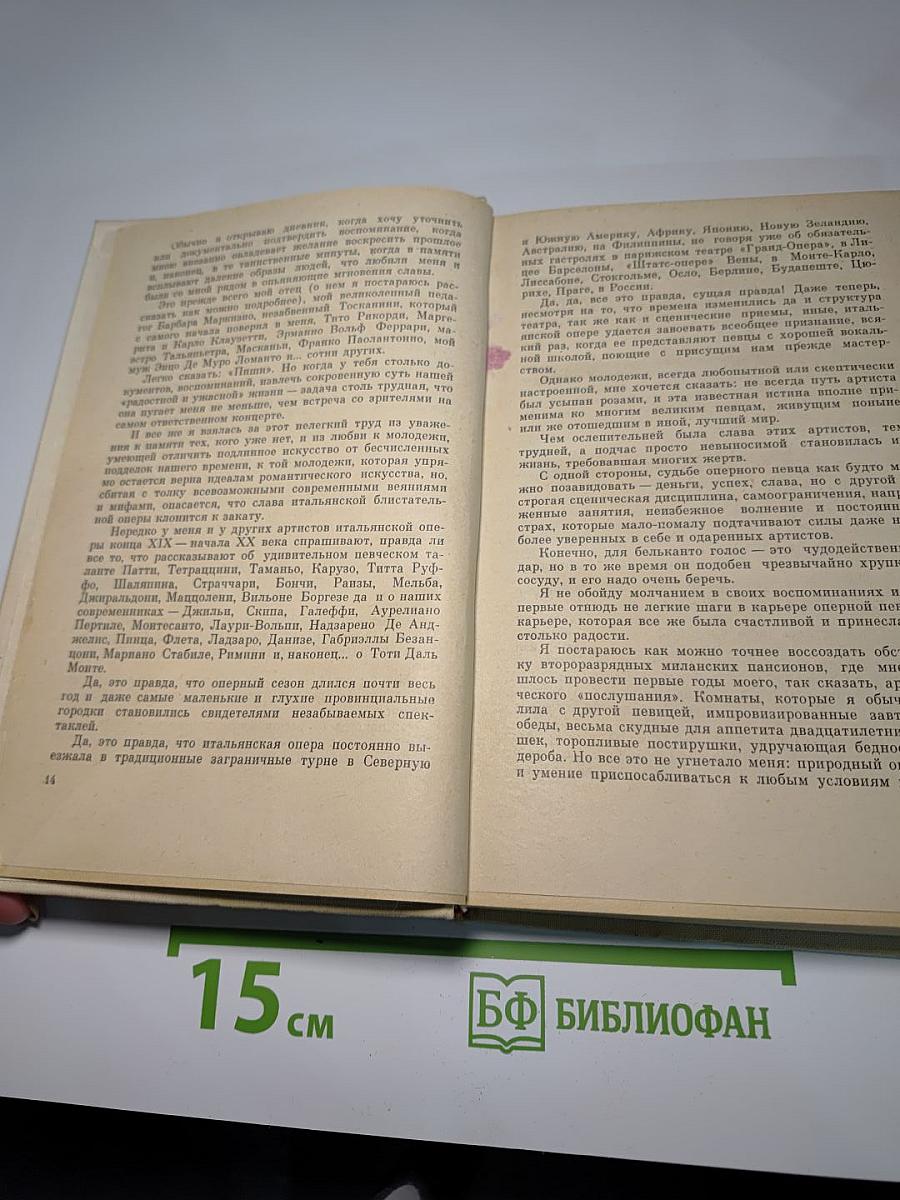 Обычно я открываю дневник, когда хочу уточнить
или документально подтвердить воспоминание, когда
мною внезапно овладевает желание воскресить прошлое
и, наконец, в те таинственные минуты, когда в памяти
всплывают далекие образы людей, что любили меня и
были со мной рядом в опьяняющие мгновения славы.
Это прежде всего мой отец (о нем я постараюсь рас-
сказать как можно подробнее), мой великолепный педа-
гог Барбара Маризио, незабвенный Тосканини, который
с самого начала поверил в меня, Тито Рикорди, Марге-
рита и Карло Клаузетти, Эрманно Вольф Феррари, ма-
эстро Тальяпьетра, Масканьи, Франко Паолантонио, мой
муж Энцо Де Муро Ломанто и... сотни других.
Легко сказать: «Пиши». Но когда у тебя столько до-
кументов, воспоминаний, извлечь сокровенную суть нашей
«радостной и ужасной» жизни — задача столь трудная, что
она пугает меня не меньше, чем встреча со зрителями на
самом ответственном концерте.
И все же я взялась за этот нелегкий труд из уваже-
ния к памяти тех, кого уже нет, и из любви к молодежи,
умеющей отличить подлинное искусство от бесчисленных
подделок нашего времени, к той молодежи, которая упря-
мо остается верна идеалам романтического искусства, но,
сбитая с толку всевозможными современными веяниями
и мифами, опасается, что слава итальянской блистатель-
ной оперы клонится к закату.
Нередко у меня и у других артистов итальянской опе-
ры конца XIX — начала XX века спрашивают, правда ли
все то, что рассказывают об удивительном певческом та-
ланте Патти, Тетраццини, Таманьо, Карузо, Титта Руф-
фо, Шаляпина, Страччари, Бончи, Раизы, Мельба,
Джиральдони, Маццолени, Вильоне Боргезе да и о наших
современниках — Джильи, Скипа, Галеффи, Аурелиано
Пертиле, Монтесанто, Лаури-Вольпи, Надзарено Де Анд-
желис, Пинца, Флета, Ладзаро, Данизе, Габриэллы Безан-
цони, Мариано Стабиле, Римини и, наконец... о Тоти Даль
Монте.
Да, это правда, что оперный сезон длился почти весь
год и даже самые маленькие и глухие провинциальные
городки становились свидетелями незабываемых спек-
таклей.
Да, это правда, что итальянская опера постоянно вы-
езжала в традиционные заграничные турне в Северную
14
и Южную Америку, Африку, Японию, Новую Зеландию,
Австралию, на Филиппины, не говоря уже об обязатель-
ных гастролях в парижском театре «Гранд-Опера», в Ли-
цее Барселоны, «Штатс-опере» Вены, в Монте-Карло,
Лиссабоне, Стокгольме, Осло, Берлине, Будапеште, Цю-
рихе, Праге, в России.
Да, да, все это правда, сущая правда! Даже теперь,
несмотря на то, что времена изменились да и структура
театра, так же как и сценические приемы, иные, италь-
янской опере удается завоевать всеобщее признание, вся-
кий раз, когда ее представляют певцы с хорошей вокаль-
ной школой, поющие с присущим нам прежде мастер-
ством.
Однако молодежи, всегда любопытной или скептически
настроенной, мне хочется сказать: не всегда путь артиста
был усыпан розами, и эта известная истина вполне при-
менима ко многим великим певцам, живущим поныне
или же отошедшим в иной, лучший мир.
Чем ослепительней была слава этих артистов, тем
трудней, а подчас просто невыносимой становилась и
жизнь, требовавшая многих жертв.
С одной стороны, судьбе оперного певца как будто м
жно позавидовать — деньги, успех, слава, но с другой
строгая сценическая дисциплина, самоограничения, напр
женные занятия, неизбежное волнение и постоянн
страх, которые мало-помалу подтачивают силы даже н
более уверенных в себе и одаренных артистов.
Конечно, для бельканто голос — это чудодействен
дар, но в то же время он подобен чрезвычайно хрупк
сосуду, и его надо очень беречь.
Я не обойду молчанием в своих воспоминаниях и
первые отнюдь не легкие шаги в карьере оперной пев
карьере, которая все же была счастливой и принесла
столько радости.
Я постараюсь как можно точнее воссоздать обст
ку второразрядных миланских пансионов, где мне
шлось провести первые годы моего, так сказать, ар
ческого «послушания». Комнаты, которые я обыч
лила с другой певицей, импровизированные завт
обеды, весьма скудные для аппетита двадцатилетни
шек, торопливые постирушки, удручающая беднос
дероба. Но все это не угнетало меня: природный оп
и умение приспосабливаться к любым условиям
15 см
БФ БИБЛИОФАН